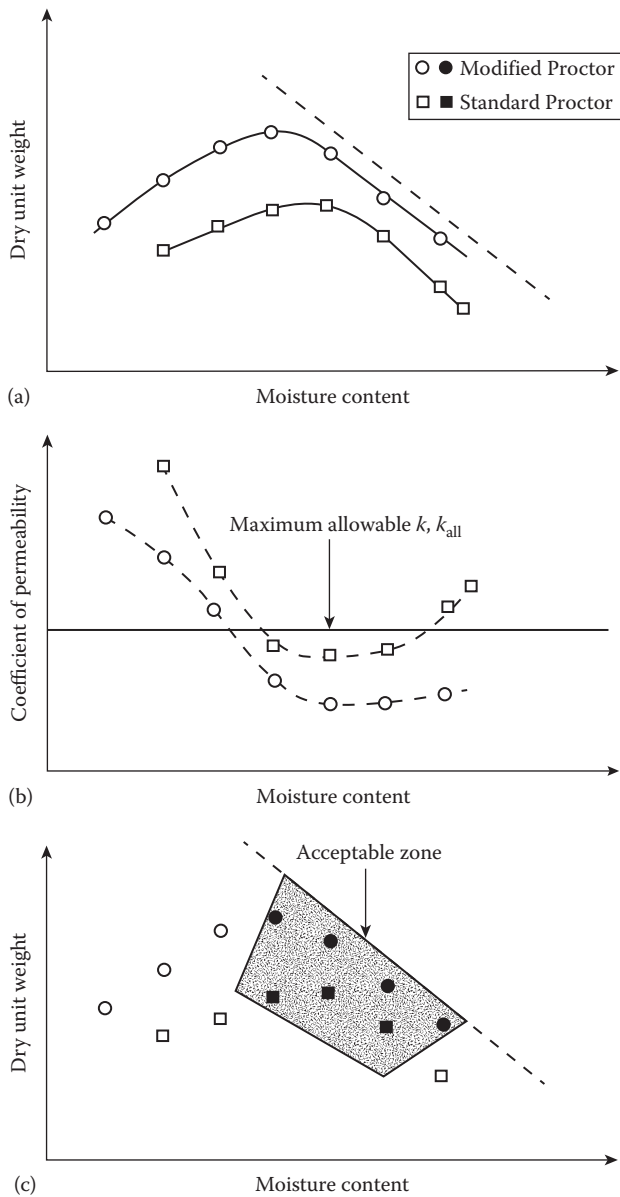 Modified Proctor
Standard Proctor
Dry unit weight
(a)
Moisture content
Maximum allowable k, k_all
Coefficient of permeability
(b)
Moisture content
Acceptable zone
Dry unit weight
(c)
Moisture content